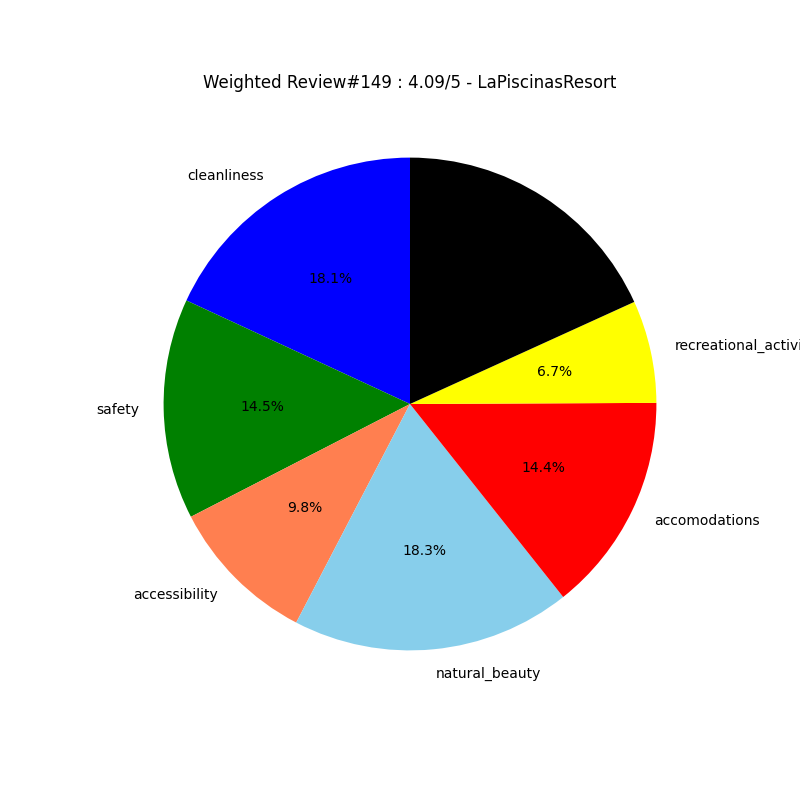 Weighted Review#149 : 4.09/5 - LaPiscinasResort
cleanliness
18.1%
recreational_activi
6.7%
safety
14.5%
14.4%
9.8%
accomodations
18.3%
accessibility
natural_beauty